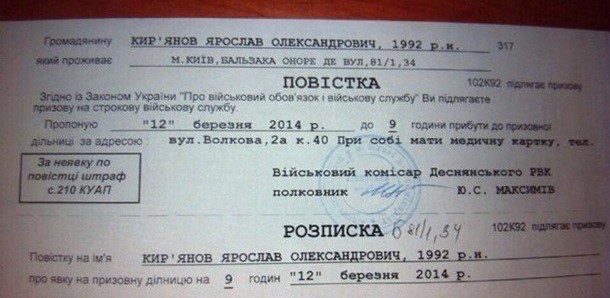 Громадянину КИР'ЯНОВ ЯРОСЛАВ ОЛЕКСАНДРОВИЧ, 1992 р.н. 317
який проживає М.КИЇВ,БАЛЬЗАКА ОНОРЕ ДЕ ВУЛ,81/1,34
ПОВІСТКА 102К92 підлягає призову
Згідно із Законом України "Про військовий обов'язок і військову службу" Ви підлягаєте
призову на строкову військову службу.
Пропоную "12" березня 2014 р. до 9 години прибути до призовної
дільниці за адресою : вул.Волкова,2а к.40 При собі мати медичну картку, тел.
За неявку по
повістці штраф
с.210 КУАП
Військовий комісар Деснянського РВК
полковник Ю.С. МАКСИМІВ
РОЗПИСКА 81/1,34 102К92 підлягає призову
Повістку на ім'я КИР'ЯНОВ ЯРОСЛАВ ОЛЕКСАНДРОВИЧ, 1992 р.н.
про явку на призовну ділницю на 9 годин "12" березня 2014 р.